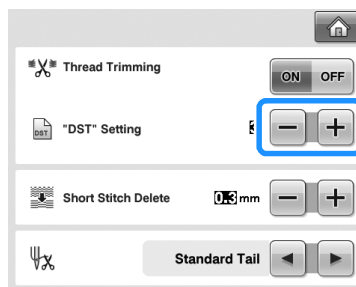 Thread Trimming
ON OFF
DST "DST" Setting
Short Stitch Delete 0.3 mm
Standard Tail